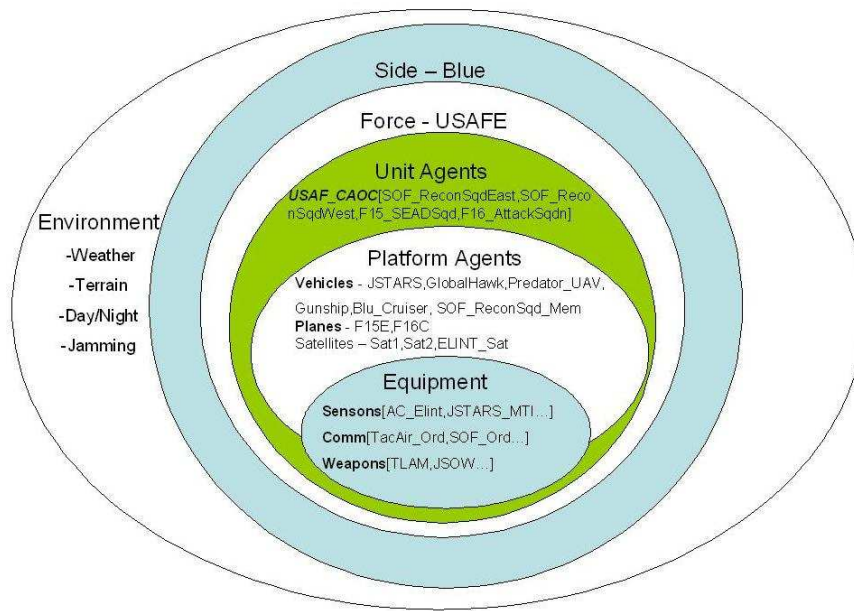 Side – Blue
Force - USAFE
Unit Agents
USAF_CAOC[SOF_ReconSqdEast,SOF_Reco
nSqdWest,F15_SEADSqd,F16_AttackSqdn]
Environment
-Weather
-Terrain
-Day/Night
-Jamming
Platform Agents
Vehicles - JSTARS,GlobalHawk,Predator_UAV,
Gunship,Blu_Cruiser, SOF_ReconSqd_Mem
Planes - F15E,F16C
Satellites – Sat1,Sat2,ELINT_Sat
Equipment
Sensons[AC_Elint,JSTARS_MTI...]
Comm[TacAir_Ord,SOF_Ord...]
Weapons[TLAM,JSOW...]